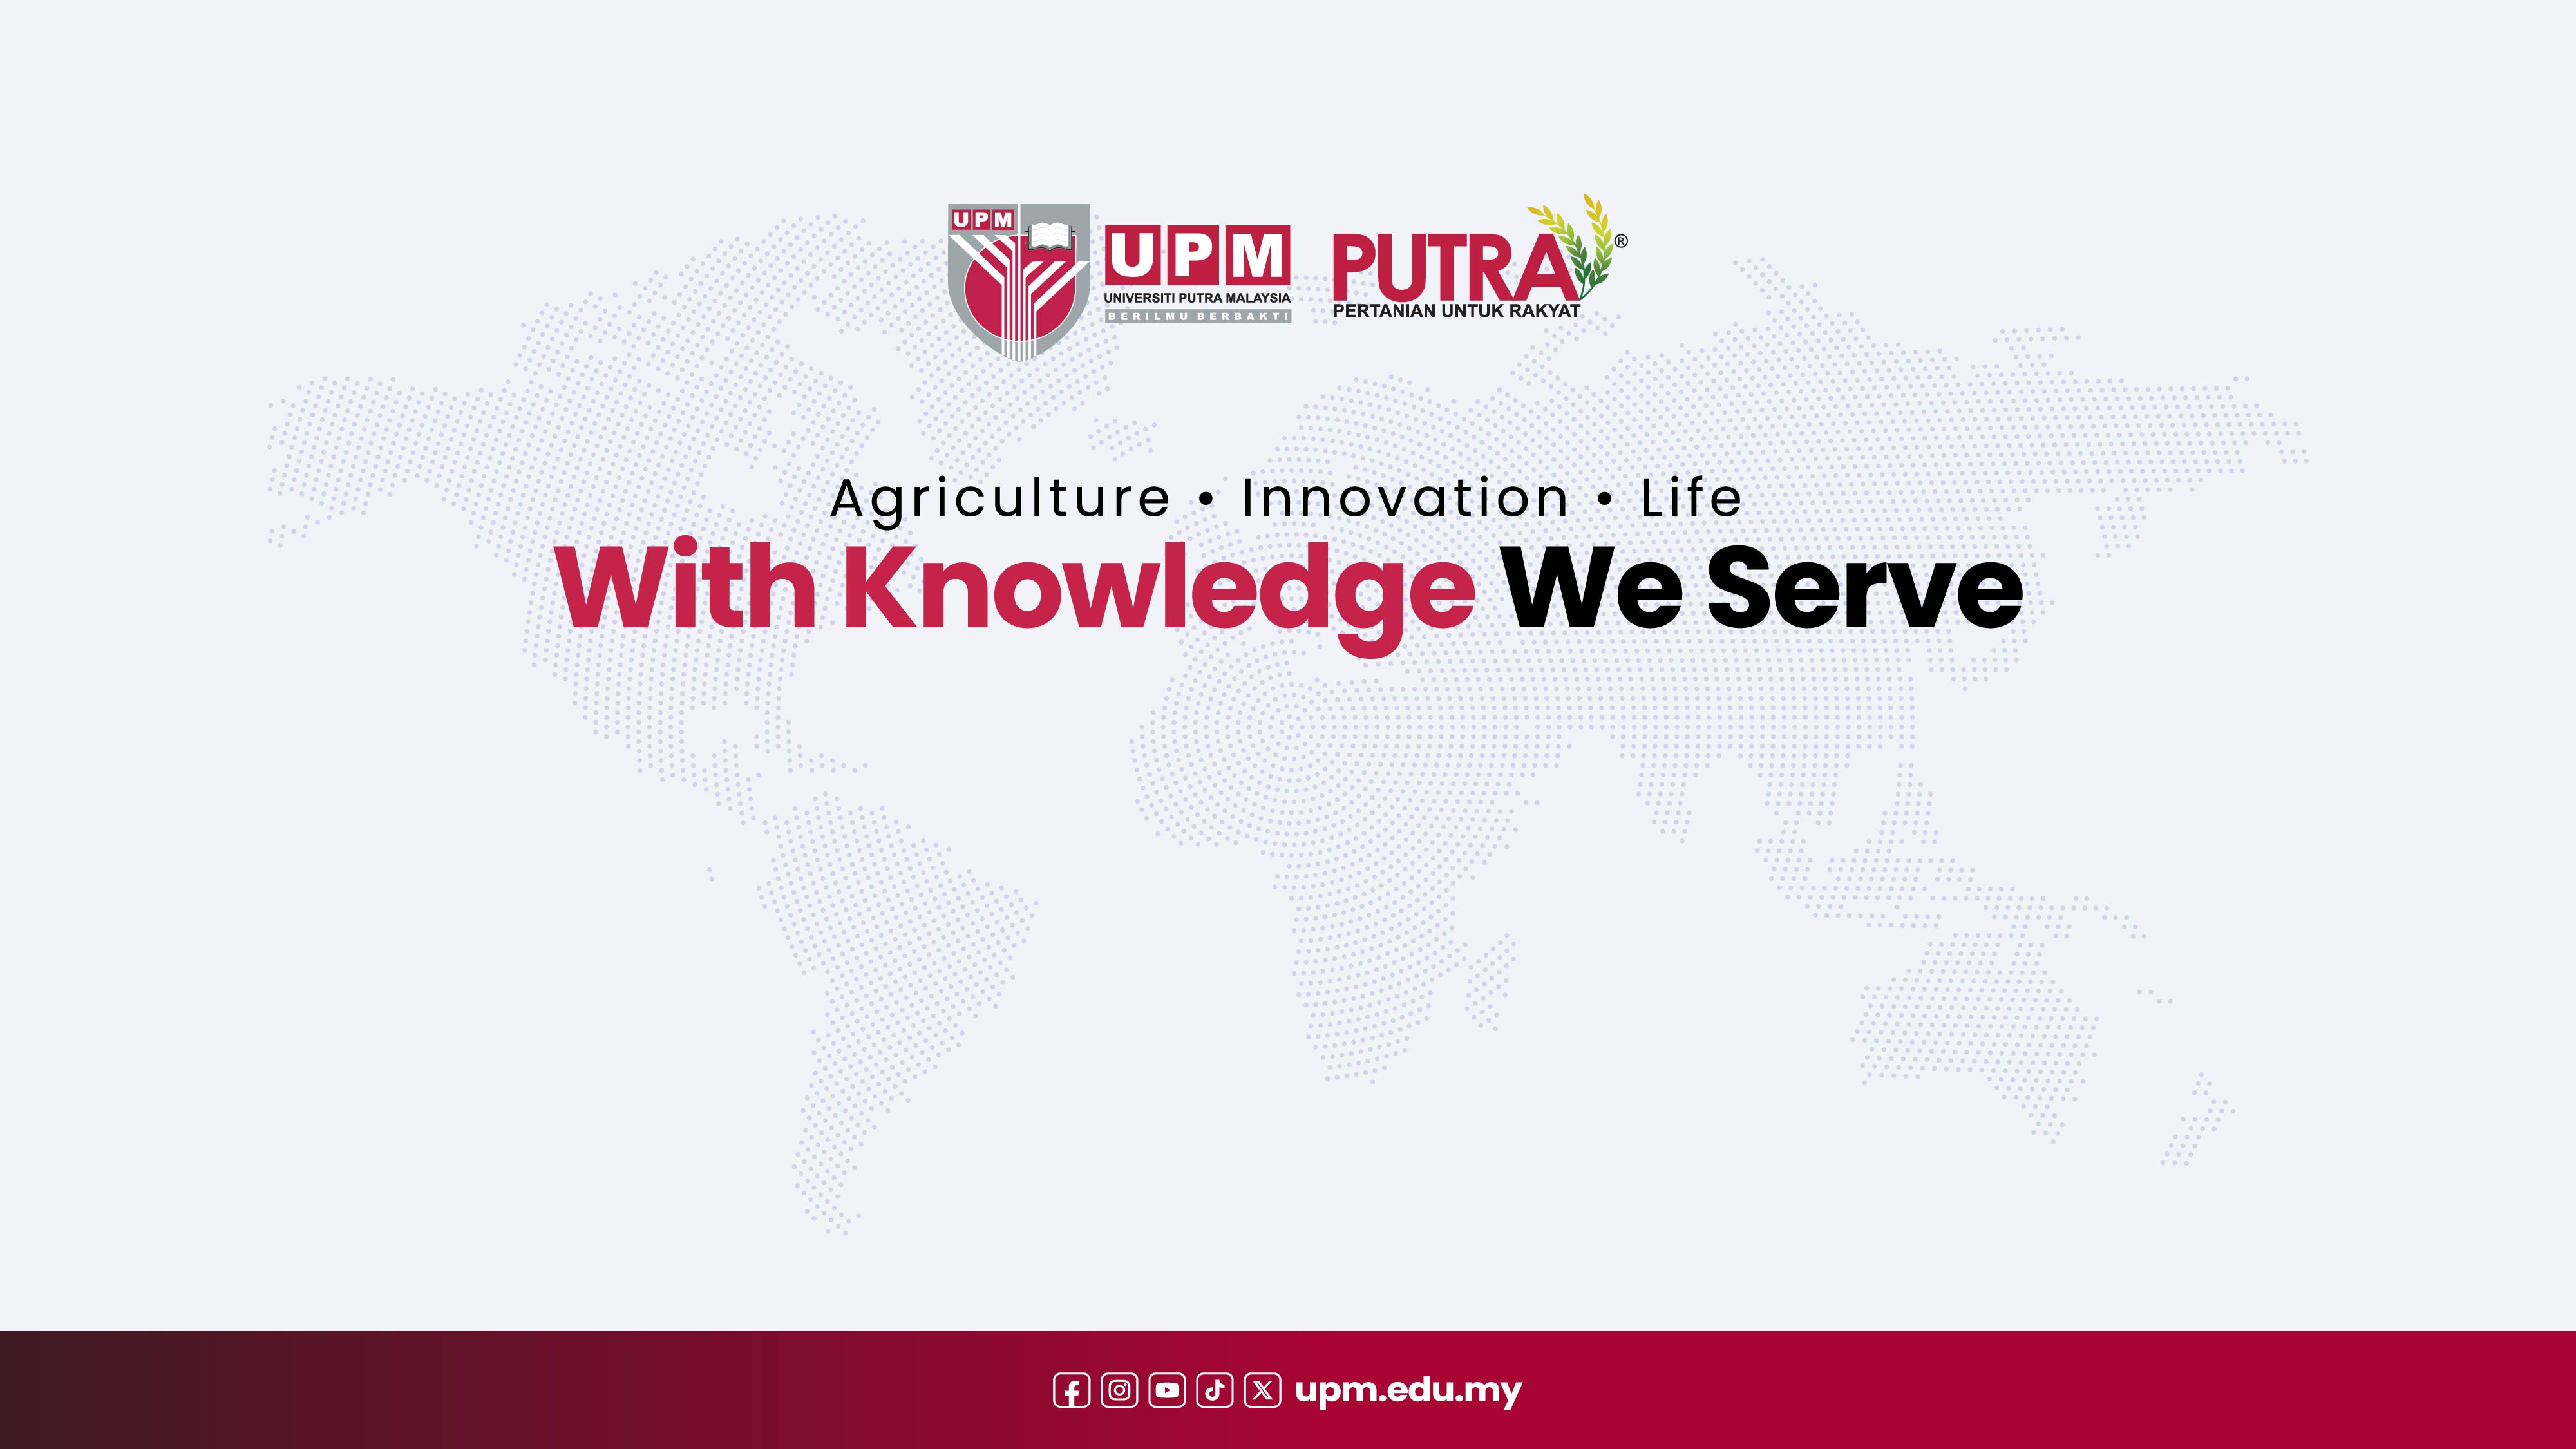 UPM
UPM
UNIVERSITI PUTRA MALAYSIA
BERILMU BERBAKTI
PUTRA®
PERTANIAN UNTUK RAKYAT
Agriculture • Innovation • Life
With Knowledge We Serve
upm.edu.my